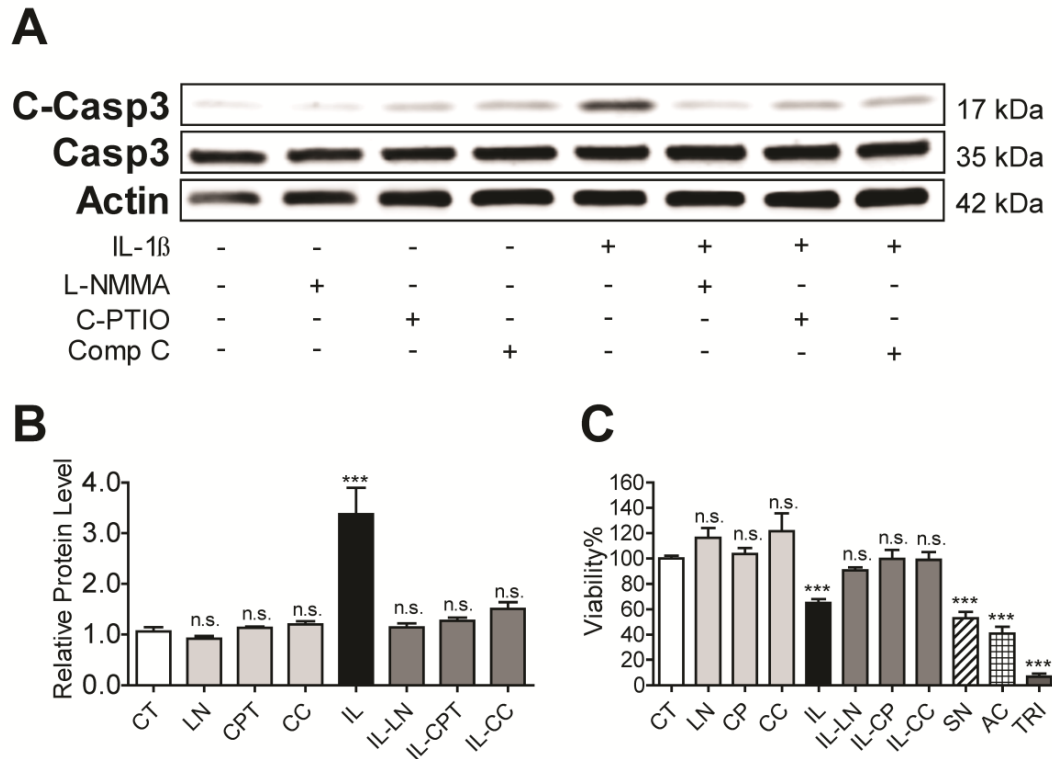 A
C-Casp3 17 kDa
Casp3 35 kDa
Actin 42 kDa
IL-1ß - - - - + + + +
L-NMMA - + - - - + - -
C-PTIO - - + - - - + -
Comp C - - - + - - - +
B
Relative Protein Level
4.0
3.0
2.0
1.0
0.0
n.s. n.s. n.s. *** n.s. n.s. n.s.
CT LN CPT CC IL IL-LN IL-CPT IL-CC
C
Viability%
160
140
120
100
80
60
40
20
0
n.s. n.s. n.s. *** n.s. n.s. n.s. *** *** ***
CT LN CP CC IL IL-LN IL-CP IL-CC SN AC TRI